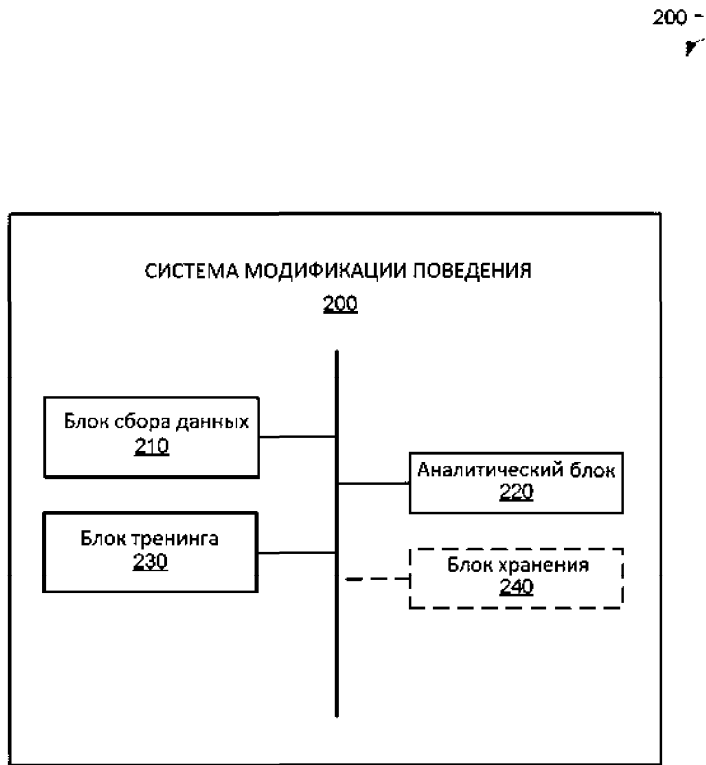 200
СИСТЕМА МОДИФИКАЦИИ ПОВЕДЕНИЯ
200
Блок сбора данных
210
Аналитический блок
220
Блок тренинга
230
Блок хранения
240